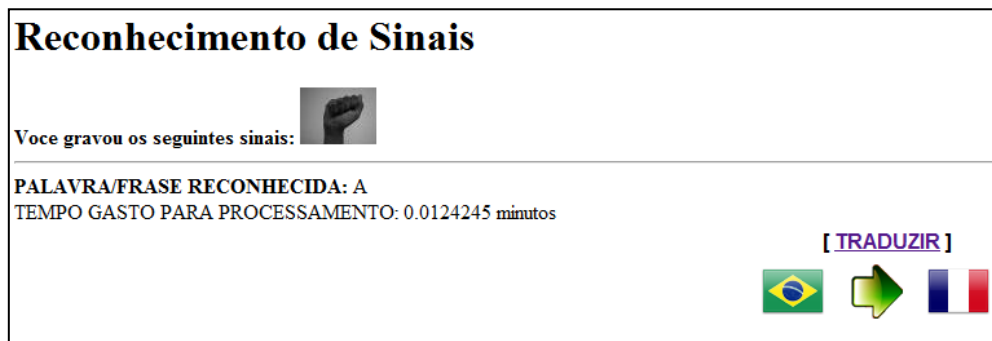 Reconhecimento de Sinais
Voce gravou os seguintes sinais:
PALAVRA/FRASE RECONHECIDA: A
TEMPO GASTO PARA PROCESSAMENTO: 0.0124245 minutos
[ TRADUZIR ]